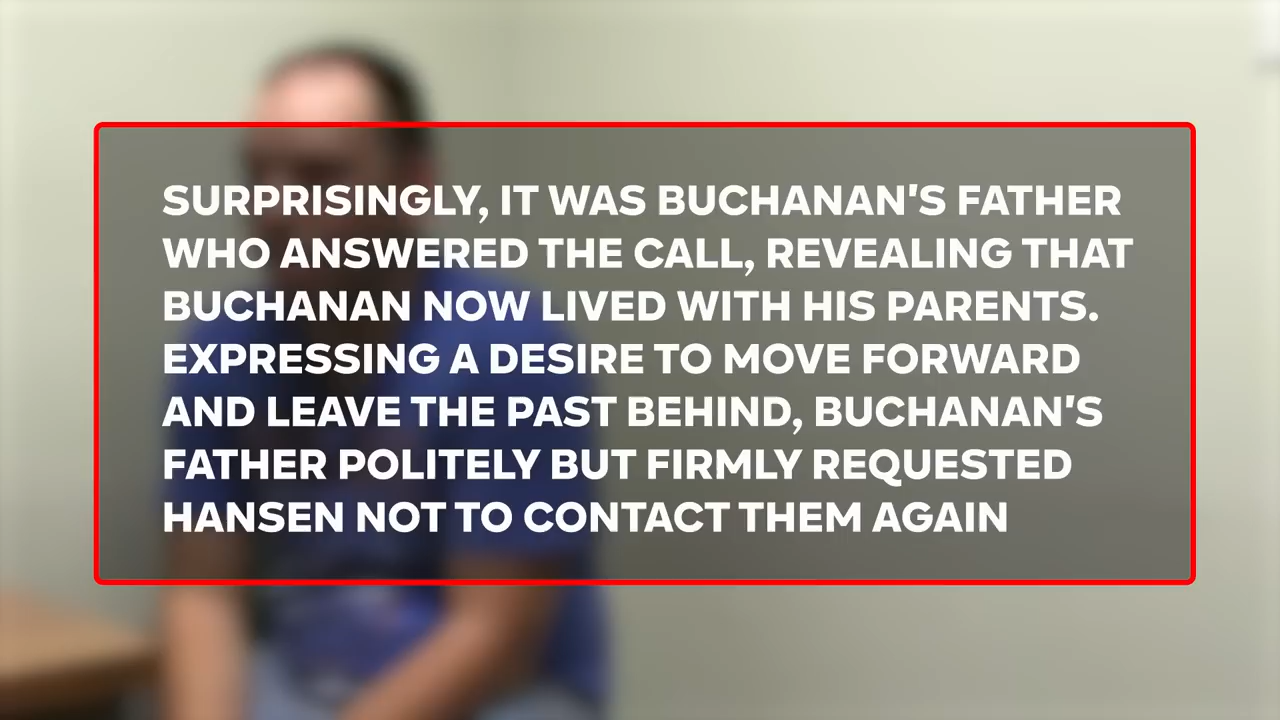 SURPRISINGLY, IT WAS BUCHANAN'S FATHER
WHO ANSWERED THE CALL, REVEALING THAT
BUCHANAN NOW LIVED WITH HIS PARENTS.
EXPRESSING A DESIRE TO MOVE FORWARD
AND LEAVE THE PAST BEHIND, BUCHANAN'S
FATHER POLITELY BUT FIRMLY REQUESTED
HANSEN NOT TO CONTACT THEM AGAIN